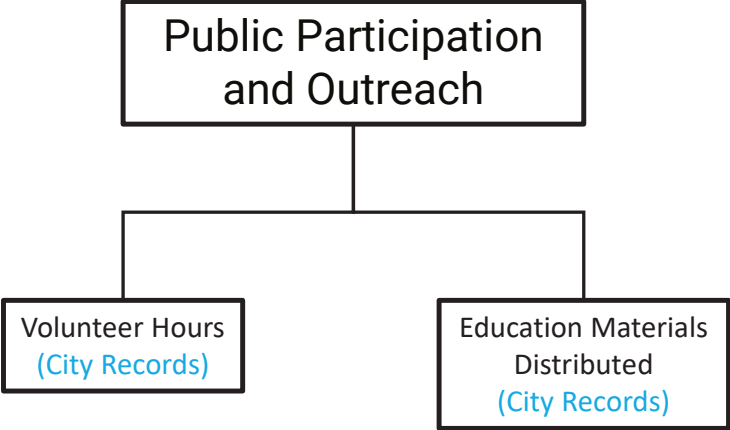 Public Participation
and Outreach
Volunteer Hours
(City Records)
Education Materials
Distributed
(City Records)